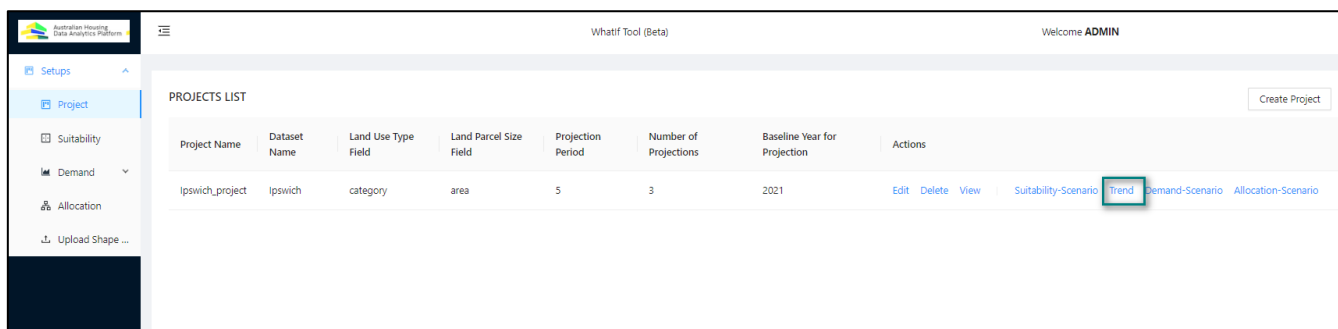 Australian Housing
Data Analytics Platform
Whatif Tool (Beta)
Welcome ADMIN
Setups
Project
Suitability
Demand
Allocation
Upload Shape ...
PROJECTS LIST
Create Project
Project Name Dataset Name Land Use Type Field Land Parcel Size Field Projection Period Number of Projections Baseline Year for Projection Actions
Ipswich_project Ipswich category area 5 3 2021 Edit Delete View Suitability-Scenario Trend Demand-Scenario Allocation-Scenario